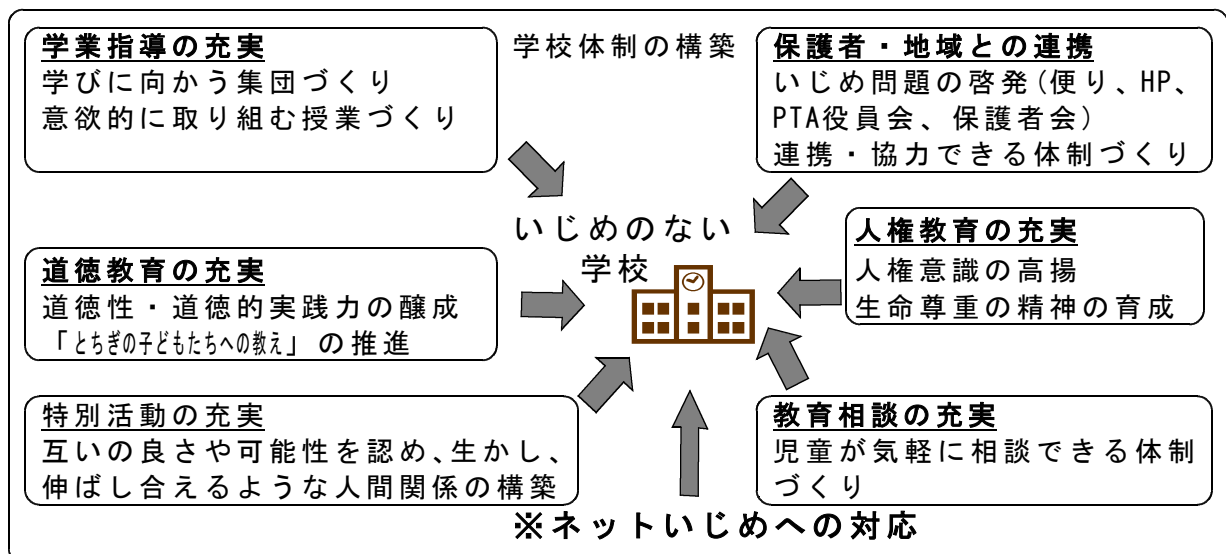 学業指導の充実
学びに向かう集団づくり
意欲的に取り組む授業づくり
学校体制の構築
保護者・地域との連携
いじめ問題の啓発(便り、HP、
PTA役員会、保護者会)
連携・協力できる体制づくり
いじめのない
学校
道徳教育の充実
道徳性・道徳的実践力の醸成
「とちぎの子どもたちへの教え」の推進
人権教育の充実
人権意識の高揚
生命尊重の精神の育成
特別活動の充実
互いの良さや可能性を認め、生かし、
伸ばし合えるような人間関係の構築
教育相談の充実
児童が気軽に相談できる体制
づくり
※ネットいじめへの対応